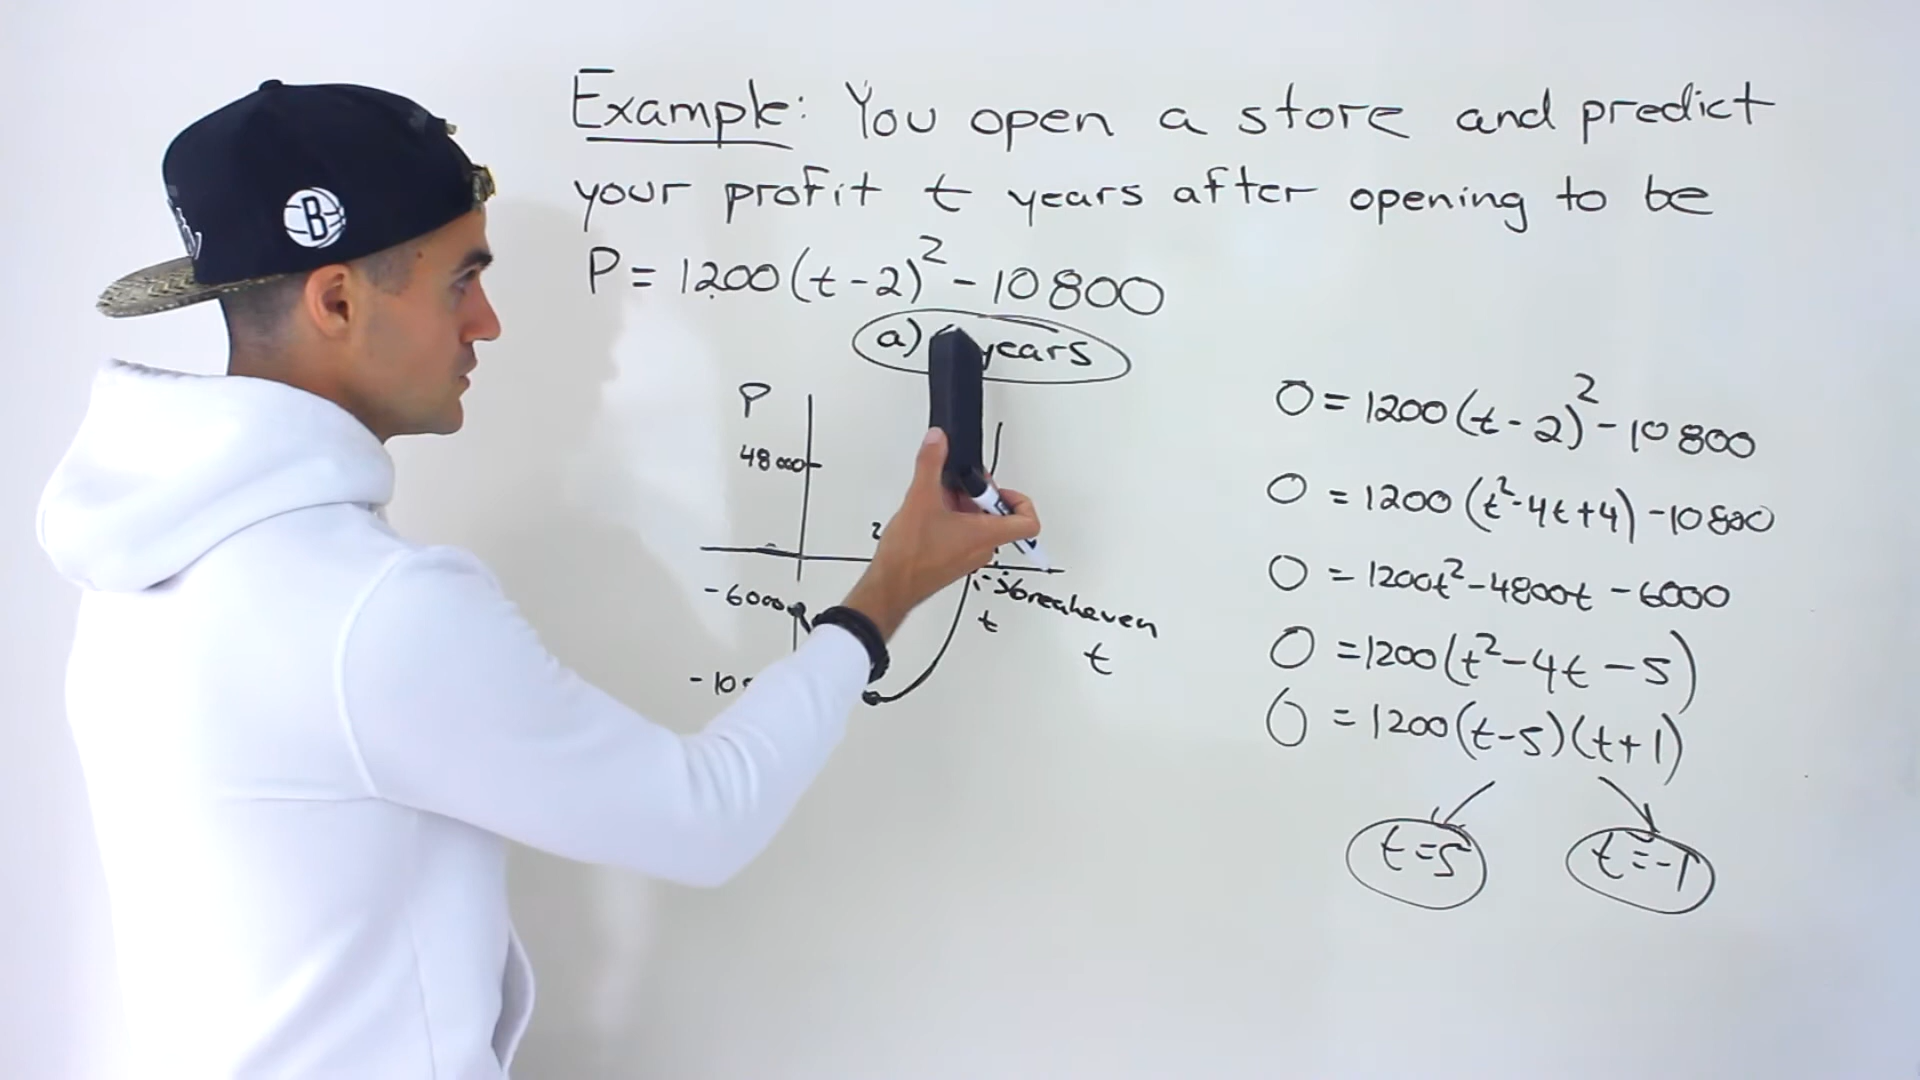 Example: You open a store and predict
your profit t years after opening to be
P = 1200(t-2)² - 10800
a) years
P
48000
2
-6000
breakeven
t
t
-10
0 = 1200(t-2)² - 10800
0 = 1200(t²-4t+4) - 10800
0 = 1200t² - 4800t - 6000
0 = 1200(t²-4t-5)
0 = 1200(t-5)(t+1)
t=5 t=-1
B